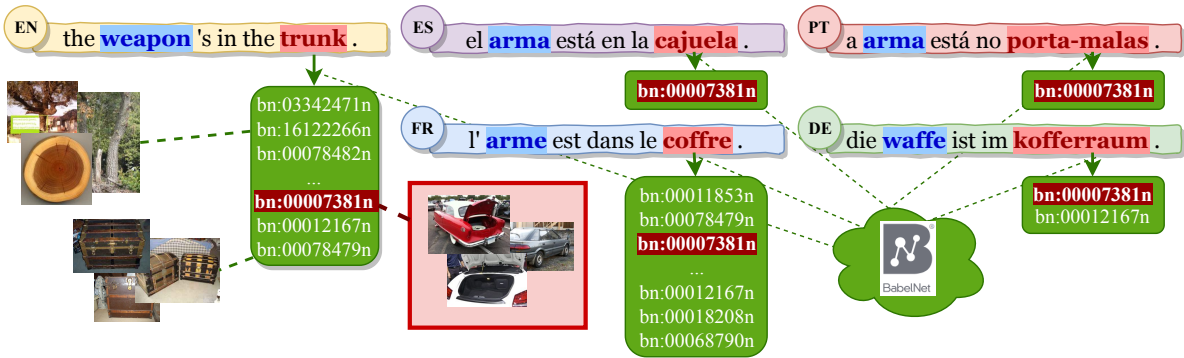 EN
the weapon 's in the trunk .
bn:03342471n
bn:16122266n
bn:00078482n
...
bn:00007381n
bn:00012167n
bn:00078479n
ES
el arma está en la cajuela .
bn:00007381n
PT
a arma está no porta-malas .
bn:00007381n
FR
l' arme est dans le coffre .
bn:00011853n
bn:00078479n
bn:00007381n
...
bn:00012167n
bn:00018208n
bn:00068790n
DE
die waffe ist im kofferraum .
bn:00007381n
bn:00012167n
BabelNet